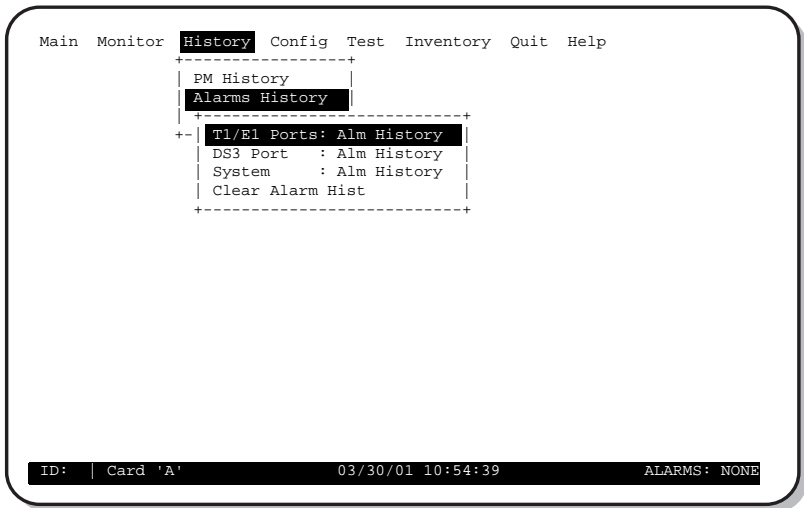 Main  Monitor  History  Config  Test  Inventory  Quit  Help
+-----------------+
| PM History      |
| Alarms History  |
| +---------------------------+
+-| T1/E1 Ports: Alm History  |
| DS3 Port   : Alm History  |
| System     : Alm History  |
| Clear Alarm Hist          |
+---------------------------+
ID:   | Card 'A'                 03/30/01 10:54:39                ALARMS: NONE